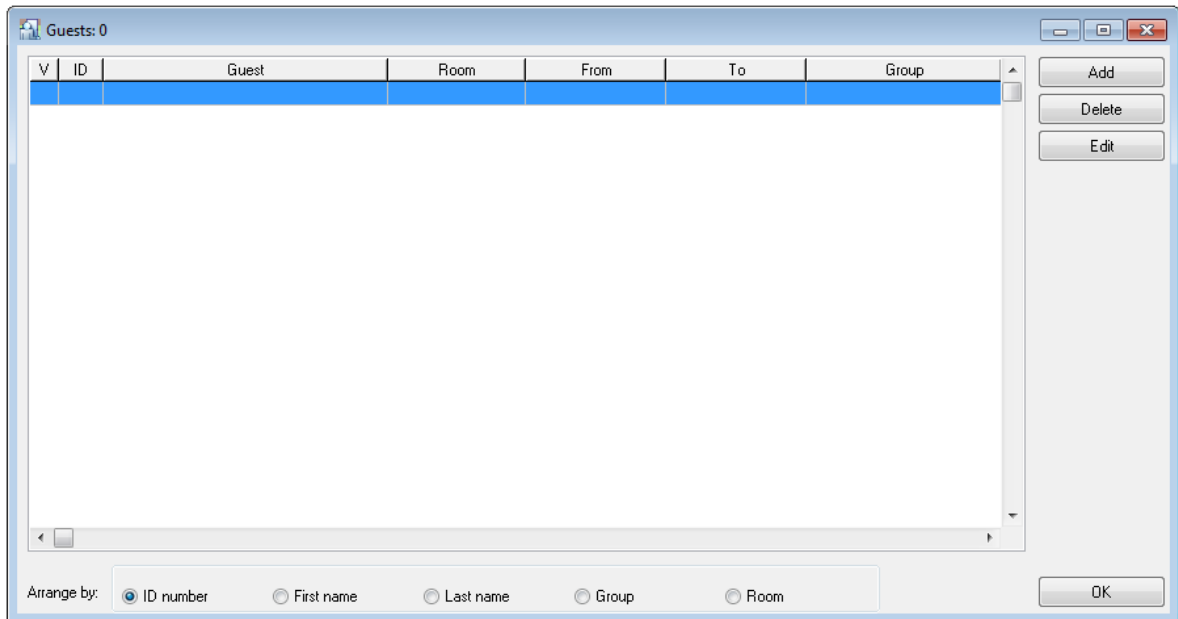 Guests: 0
V ID Guest Room From To Group
Add
Delete
Edit
Arrange by: ID number First name Last name Group Room
OK